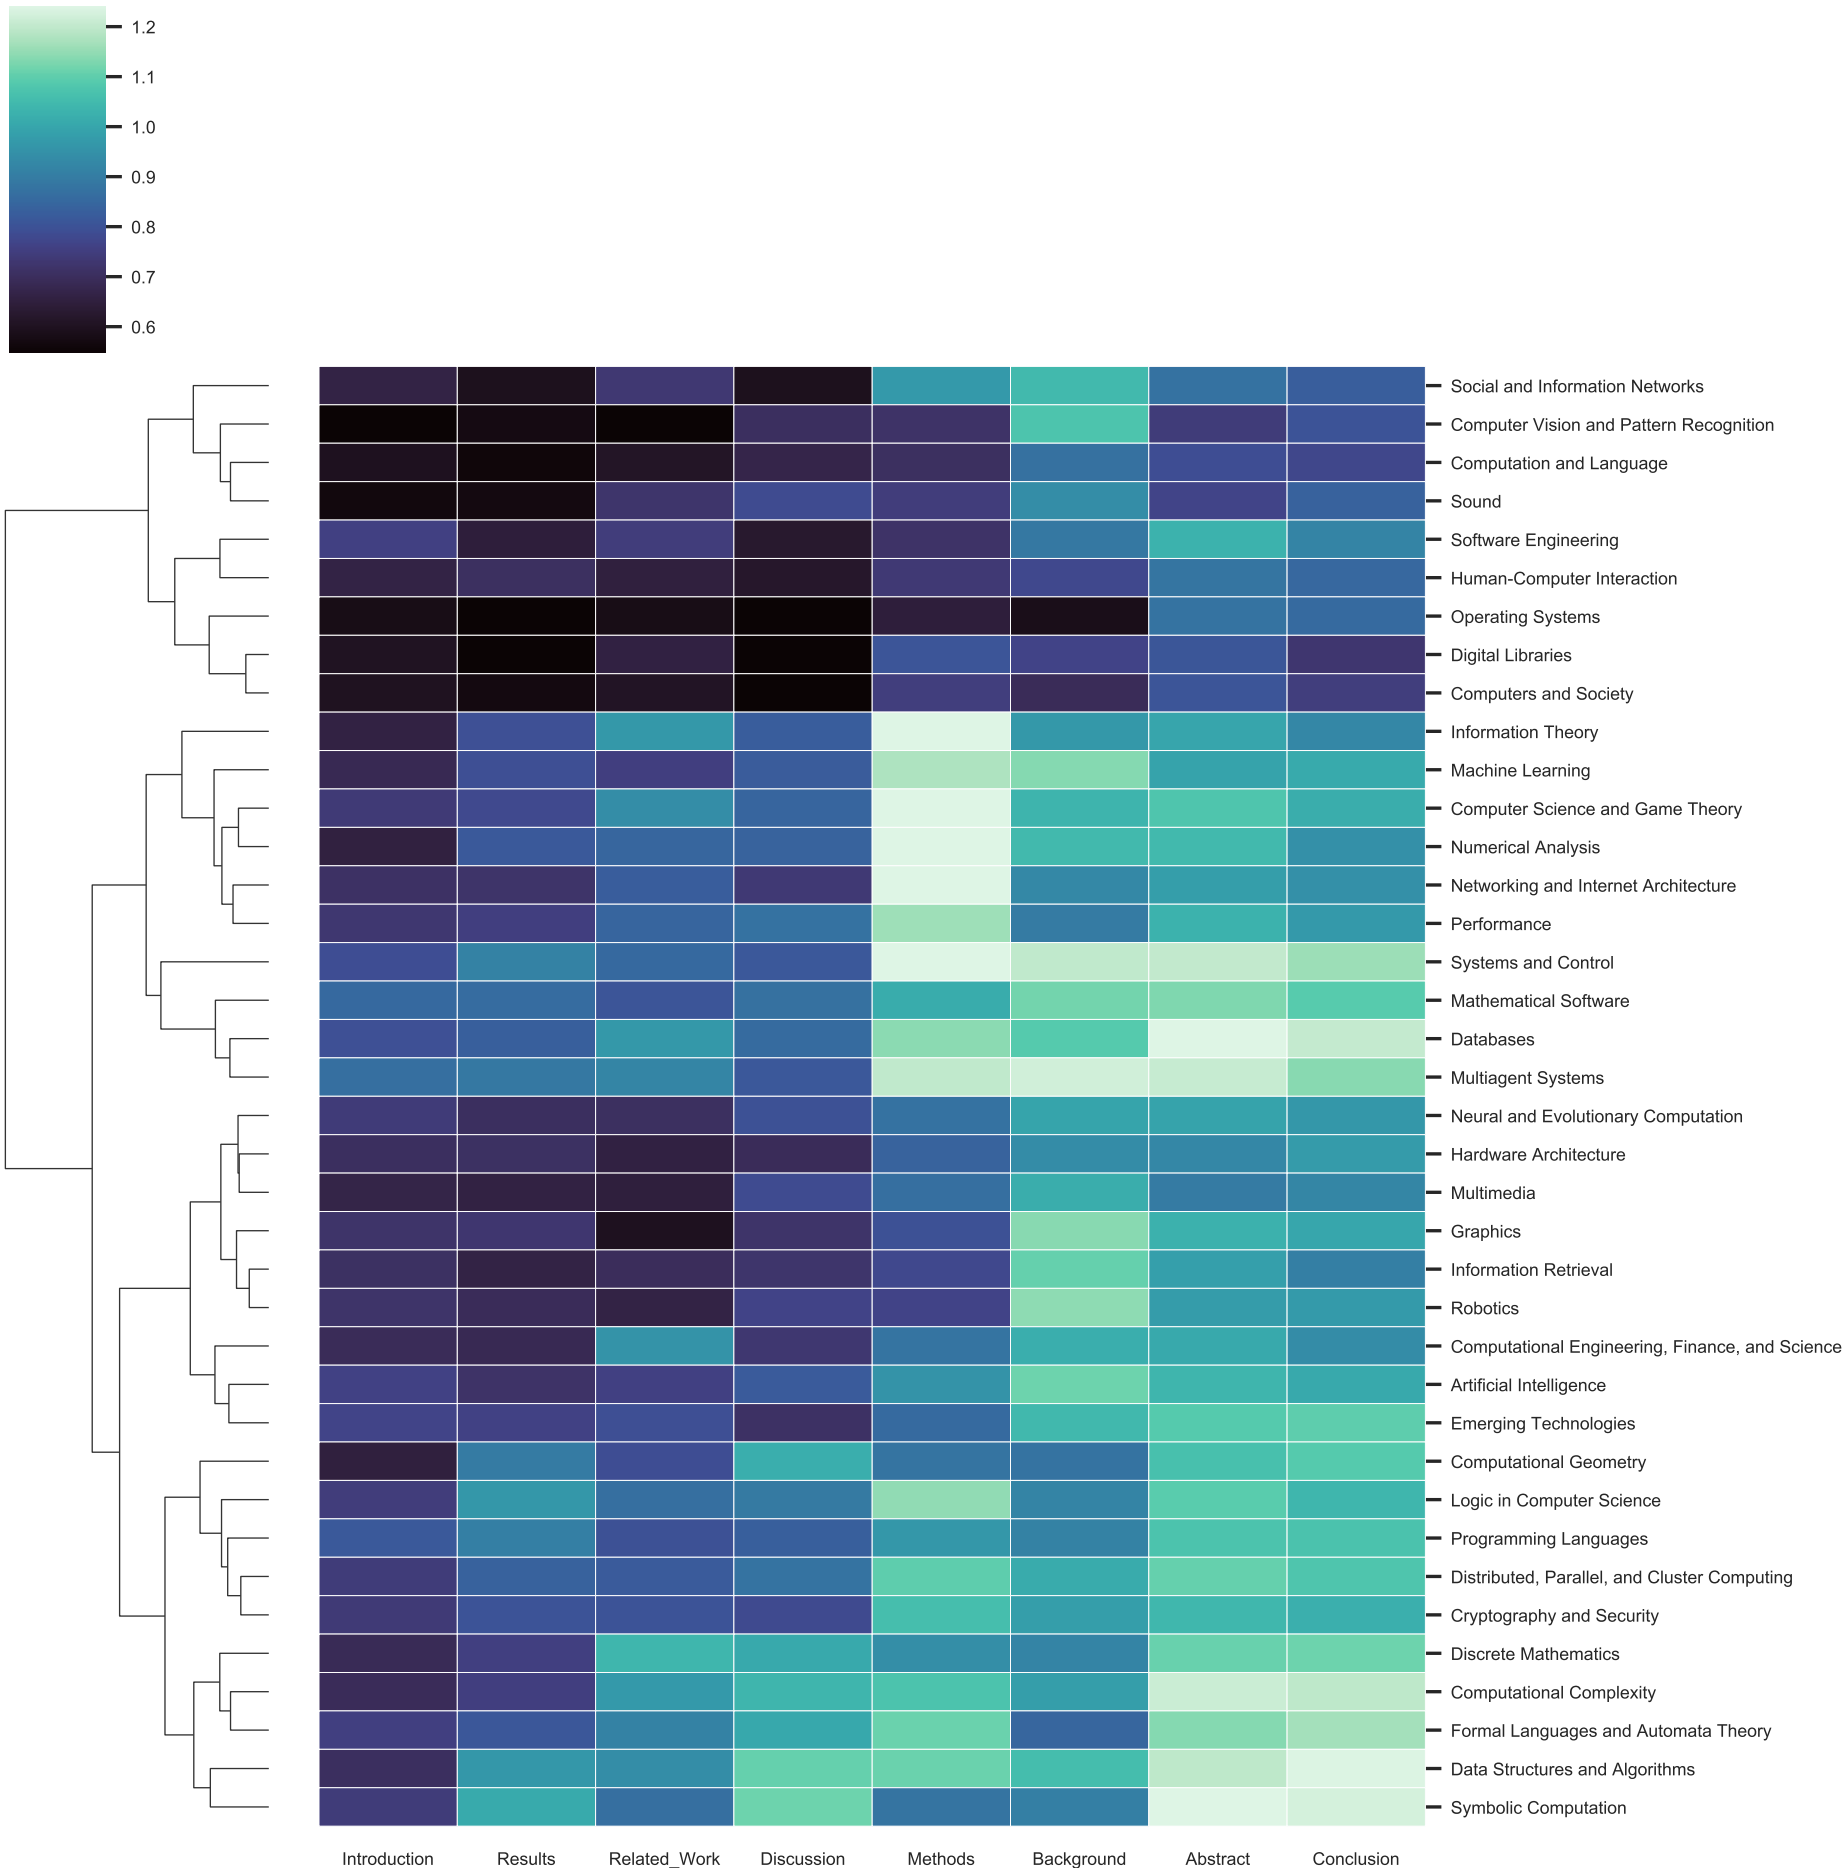 1.2
1.1
1.0
0.9
0.8
0.7
0.6
Social and Information Networks
Computer Vision and Pattern Recognition
Computation and Language
Sound
Software Engineering
Human-Computer Interaction
Operating Systems
Digital Libraries
Computers and Society
Information Theory
Machine Learning
Computer Science and Game Theory
Numerical Analysis
Networking and Internet Architecture
Performance
Systems and Control
Mathematical Software
Databases
Multiagent Systems
Neural and Evolutionary Computation
Hardware Architecture
Multimedia
Graphics
Information Retrieval
Robotics
Computational Engineering, Finance, and Science
Artificial Intelligence
Emerging Technologies
Computational Geometry
Logic in Computer Science
Programming Languages
Distributed, Parallel, and Cluster Computing
Cryptography and Security
Discrete Mathematics
Computational Complexity
Formal Languages and Automata Theory
Data Structures and Algorithms
Symbolic Computation
Introduction Results Related_Work Discussion Methods Background Abstract Conclusion